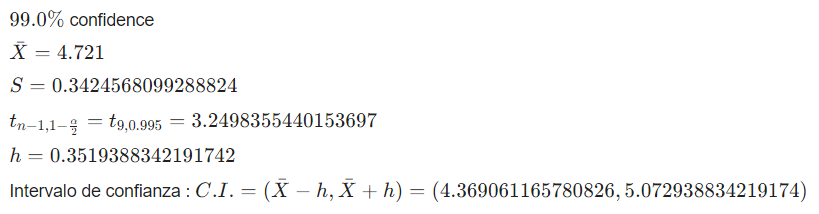 99.0% confidence
X̄ = 4.721
S = 0.3424568099288824
t_{n−1,1−α/2} = t_{9,0.995} = 3.2498355440153697
h = 0.3519388342191742
Intervalo de confianza : C.I. = (X̄ − h, X̄ + h) = (4.369061165780826, 5.072938834219174)